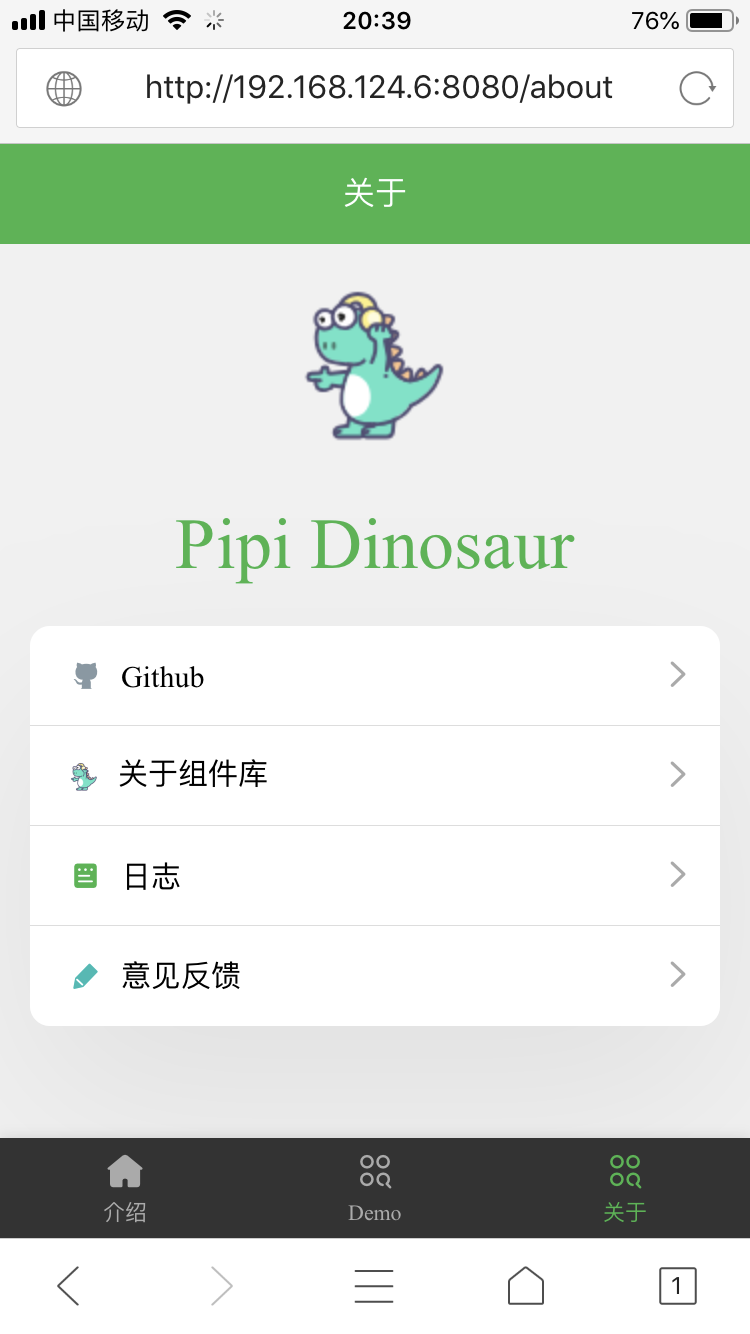 中国移动 20:39 76%
http://192.168.124.6:8080/about
关于
Pipi Dinosaur
Github
关于组件库
日志
意见反馈
介绍 Demo 关于
1